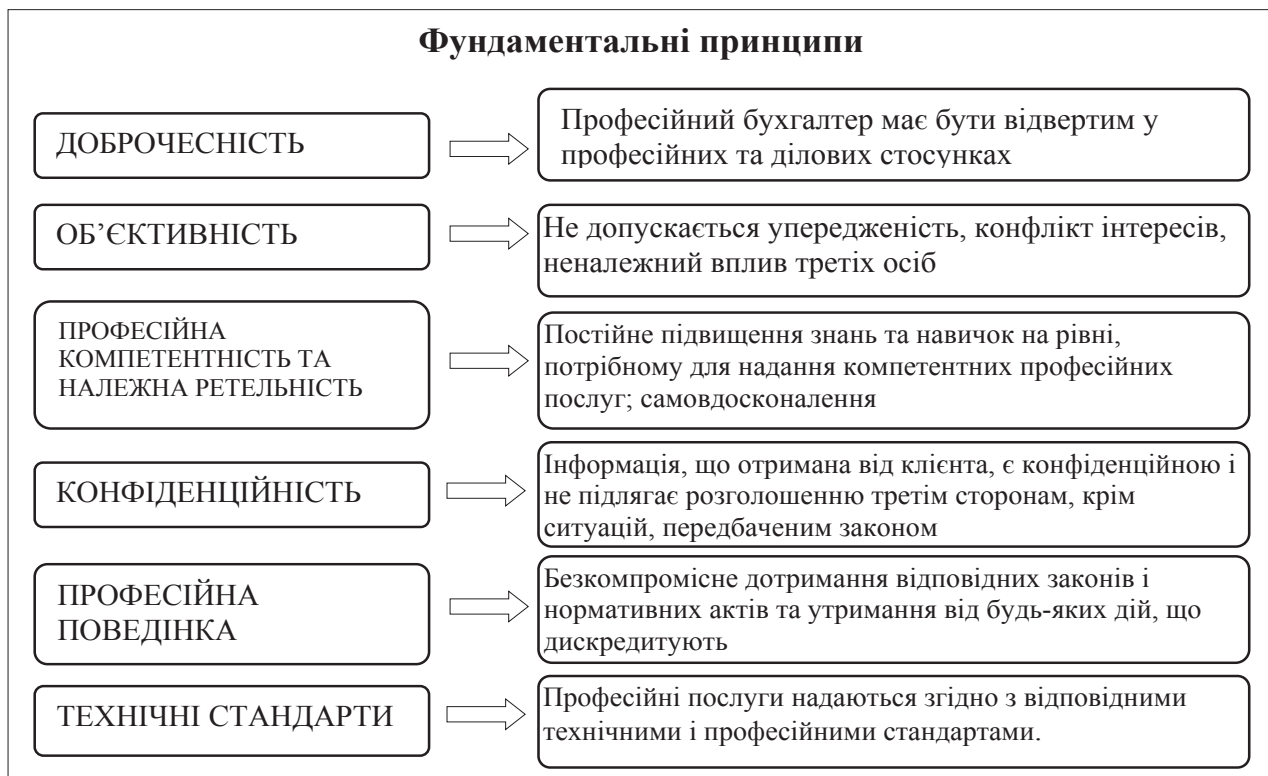 Фундаментальні принципи
ДОБРОЧЕСНІСТЬ
Професійний бухгалтер має бути відвертим у
професійних та ділових стосунках
ОБ’ЄКТИВНІСТЬ
Не допускається упередженість, конфлікт інтересів,
неналежний вплив третіх осіб
ПРОФЕСІЙНА
КОМПЕТЕНТНІСТЬ ТА
НАЛЕЖНА РЕТЕЛЬНІСТЬ
Постійне підвищення знань та навичок на рівні,
потрібному для надання компетентних професійних
послуг; самовдосконалення
КОНФІДЕНЦІЙНІСТЬ
Інформація, що отримана від клієнта, є конфіденційною і
не підлягає розголошенню третім сторонам, крім
ситуацій, передбаченим законом
ПРОФЕСІЙНА
ПОВЕДІНКА
Безкомпромісне дотримання відповідних законів і
нормативних актів та утримання від будь-яких дій, що
дискредитують
ТЕХНІЧНІ СТАНДАРТИ
Професійні послуги надаються згідно з відповідними
технічними і професійними стандартами.